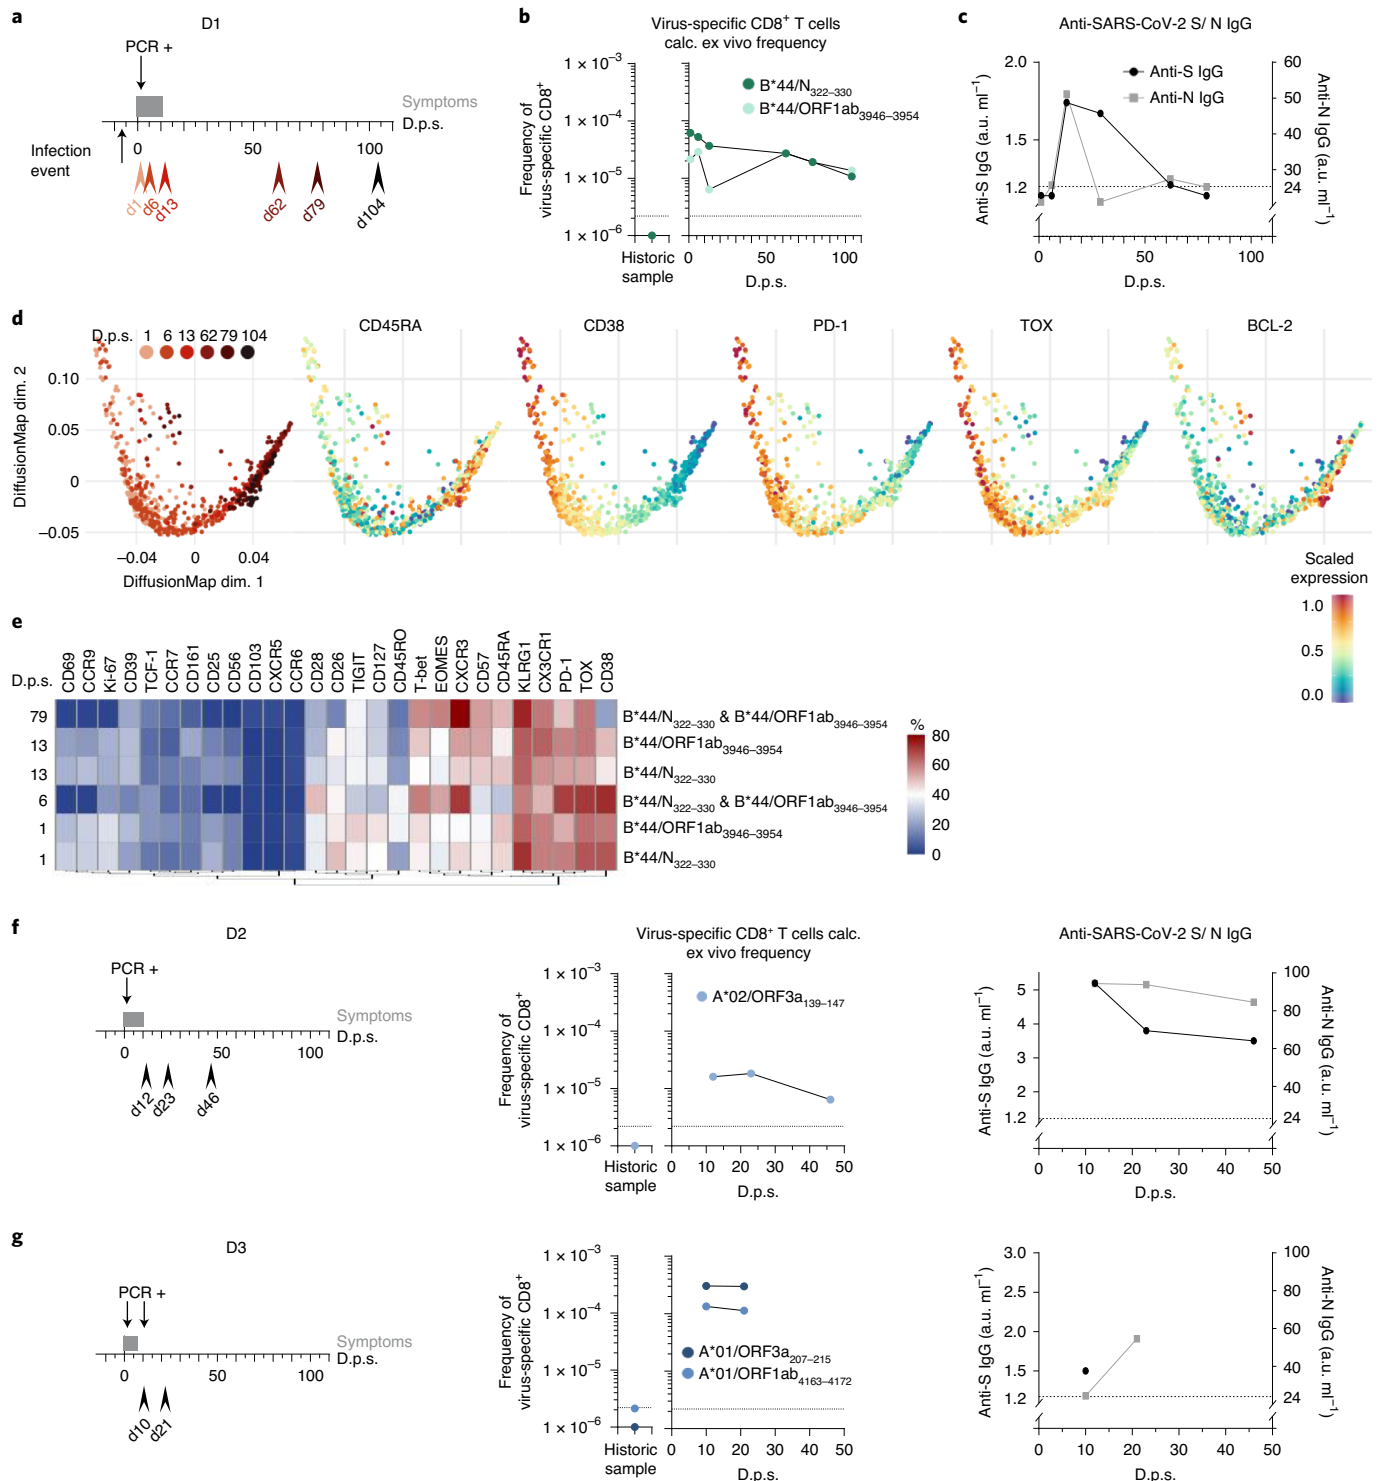 a
D1
PCR +
Symptoms
D.p.s.
Infection
event
0
50
100
d1
d6
d13
d62
d79
d104
b
Virus-specific CD8⁺ T cells
calc. ex vivo frequency
Frequency of
virus-specific CD8⁺
1 × 10⁻³
1 × 10⁻⁴
1 × 10⁻⁵
1 × 10⁻⁶
B*44/N₃₂₂₋₃₃₀
B*44/ORF1ab₃₉₄₆₋₃₉₅₄
Historic
sample
0
50
100
D.p.s.
c
Anti-SARS-CoV-2 S/ N IgG
Anti-S IgG (a.u. ml⁻¹)
2.0
1.5
1.2
Anti-S IgG
Anti-N IgG
60
50
40
30
24
Anti-N IgG (a.u. ml⁻¹)
0
50
100
D.p.s.
d
D.p.s. 1 6 13 62 79 104
CD45RA
CD38
PD-1
TOX
BCL-2
DiffusionMap dim. 2
0.10
0.05
0
−0.05
−0.04
0
0.04
DiffusionMap dim. 1
Scaled
expression
1.0
0.5
0.0
e
D.p.s.
CD69
CCR9
Ki-67
CD39
TCF-1
CCR7
CD161
CD25
CD56
CD103
CXCR5
CCR6
CD28
CD26
TIGIT
CD127
CD45RO
T-bet
EOMES
CXCR3
CD57
CD45RA
KLRG1
CX3CR1
PD-1
TOX
CD38
79 B*44/N₃₂₂₋₃₃₀ & B*44/ORF1ab₃₉₄₆₋₃₉₅₄
13 B*44/ORF1ab₃₉₄₆₋₃₉₅₄
13 B*44/N₃₂₂₋₃₃₀
6 B*44/N₃₂₂₋₃₃₀ & B*44/ORF1ab₃₉₄₆₋₃₉₅₄
1 B*44/ORF1ab₃₉₄₆₋₃₉₅₄
1 B*44/N₃₂₂₋₃₃₀
%
80
60
40
20
0
f
D2
PCR +
Symptoms
D.p.s.
0
50
100
d12
d23
d46
Virus-specific CD8⁺ T cells calc.
ex vivo frequency
Frequency of
virus-specific CD8⁺
1 × 10⁻³
1 × 10⁻⁴
1 × 10⁻⁵
1 × 10⁻⁶
A*02/ORF3a₁₃₉₋₁₄₇
Historic
sample
0
10
20
30
40
50
D.p.s.
Anti-SARS-CoV-2 S/ N IgG
Anti-S IgG (a.u. ml⁻¹)
5
4
3
2
1.2
100
80
60
40
24
Anti-N IgG (a.u. ml⁻¹)
0
10
20
30
40
50
D.p.s.
g
D3
PCR +
Symptoms
D.p.s.
0
50
100
d10
d21
Frequency of
virus-specific CD8⁺
1 × 10⁻³
1 × 10⁻⁴
1 × 10⁻⁵
1 × 10⁻⁶
A*01/ORF3a₂₀₇₋₂₁₅
A*01/ORF1ab₄₁₆₃₋₄₁₇₂
Historic
sample
0
10
20
30
40
50
D.p.s.
Anti-S IgG (a.u. ml⁻¹)
3.0
2.5
2.0
1.5
1.2
100
80
60
40
24
Anti-N IgG (a.u. ml⁻¹)
0
10
20
30
40
50
D.p.s.